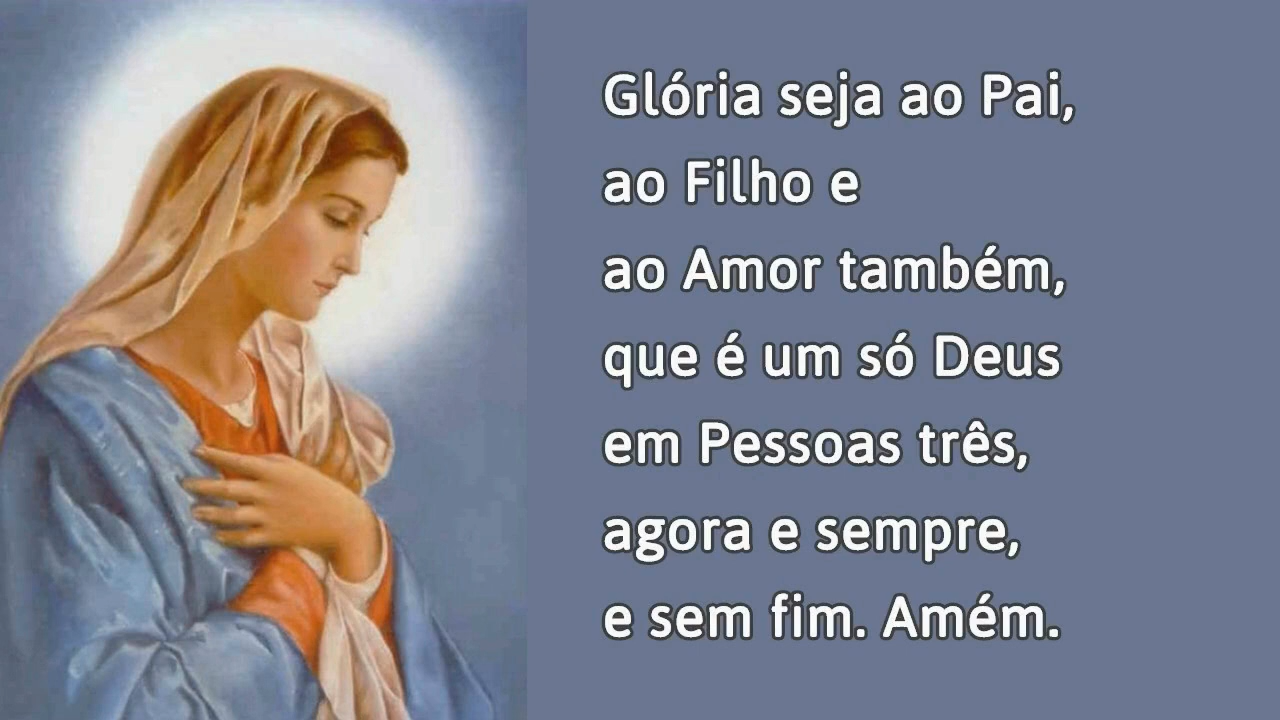 Glória seja ao Pai,
ao Filho e
ao Amor também,
que é um só Deus
em Pessoas três,
agora e sempre,
e sem fim. Amém.